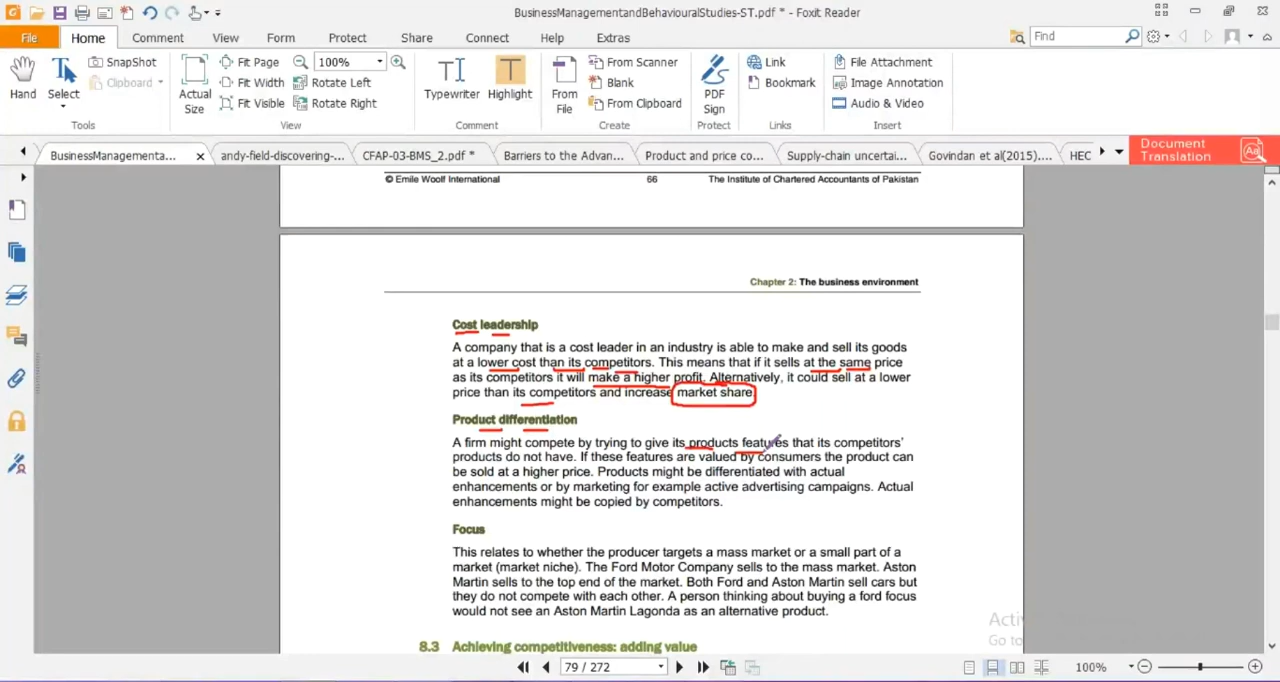 BusinessManagementandBehaviouralStudies-ST.pdf * - Foxit Reader
File Home Comment View Form Protect Share Connect Help Extras Find
SnapShot Fit Page 100% From Scanner Link File Attachment
Clipboard Fit Width Rotate Left Blank Bookmark Image Annotation
Fit Visible Rotate Right From Clipboard Audio & Video
Hand Select Actual Size Typewriter Highlight From File PDF Sign
Tools View Comment Create Protect Links Insert
BusinessManagementa... andy-field-discovering-... CFAP-03-BMS_2.pdf * Barriers to the Advan... Product and price co... Supply-chain uncertai... Govindan et al(2015).... HEC
Document Translation
© Emile Woolf International 66 The Institute of Chartered Accountants of Pakistan
Chapter 2: The business environment
Cost leadership
A company that is a cost leader in an industry is able to make and sell its goods
at a lower cost than its competitors. This means that if it sells at the same price
as its competitors it will make a higher profit. Alternatively, it could sell at a lower
price than its competitors and increase market share
Product differentiation
A firm might compete by trying to give its products features that its competitors'
products do not have. If these features are valued by consumers the product can
be sold at a higher price. Products might be differentiated with actual
enhancements or by marketing for example active advertising campaigns. Actual
enhancements might be copied by competitors.
Focus
This relates to whether the producer targets a mass market or a small part of a
market (market niche). The Ford Motor Company sells to the mass market. Aston
Martin sells to the top end of the market. Both Ford and Aston Martin sell cars but
they do not compete with each other. A person thinking about buying a ford focus
would not see an Aston Martin Lagonda as an alternative product.
8.3 Achieving competitiveness: adding value
Activ
Go to
79 / 272 100%